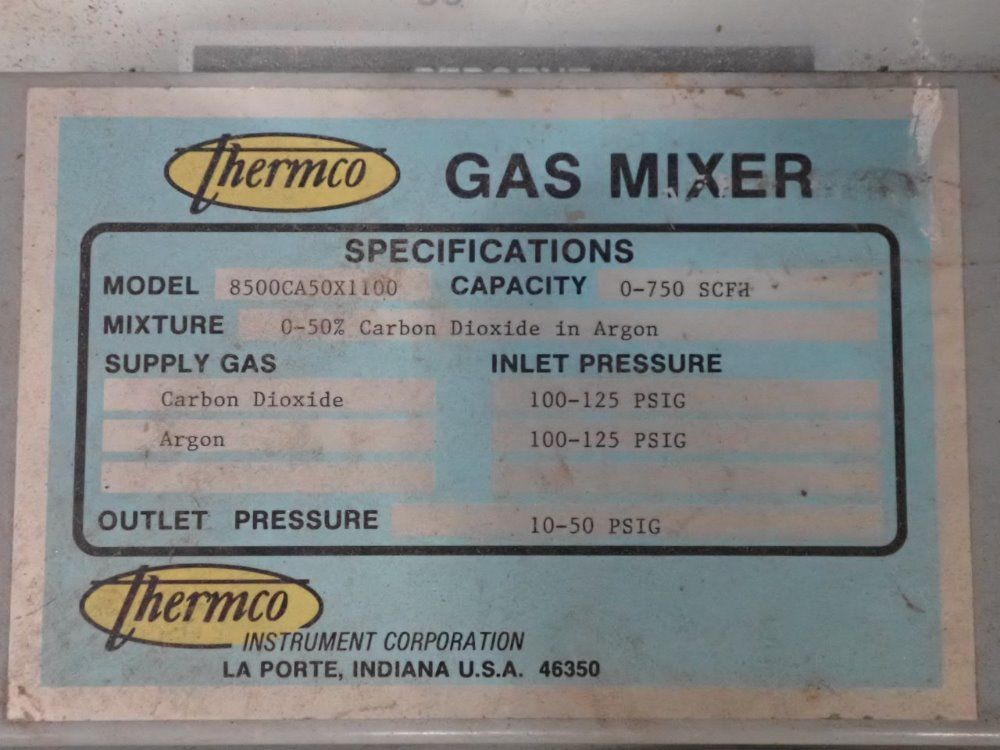 Thermco GAS MIXER
SPECIFICATIONS
MODEL 8500CA50X1100 CAPACITY 0-750 SCFH
MIXTURE 0-50% Carbon Dioxide in Argon
SUPPLY GAS INLET PRESSURE
Carbon Dioxide 100-125 PSIG
Argon 100-125 PSIG
OUTLET PRESSURE 10-50 PSIG
Thermco
INSTRUMENT CORPORATION
LA PORTE, INDIANA U.S.A. 46350